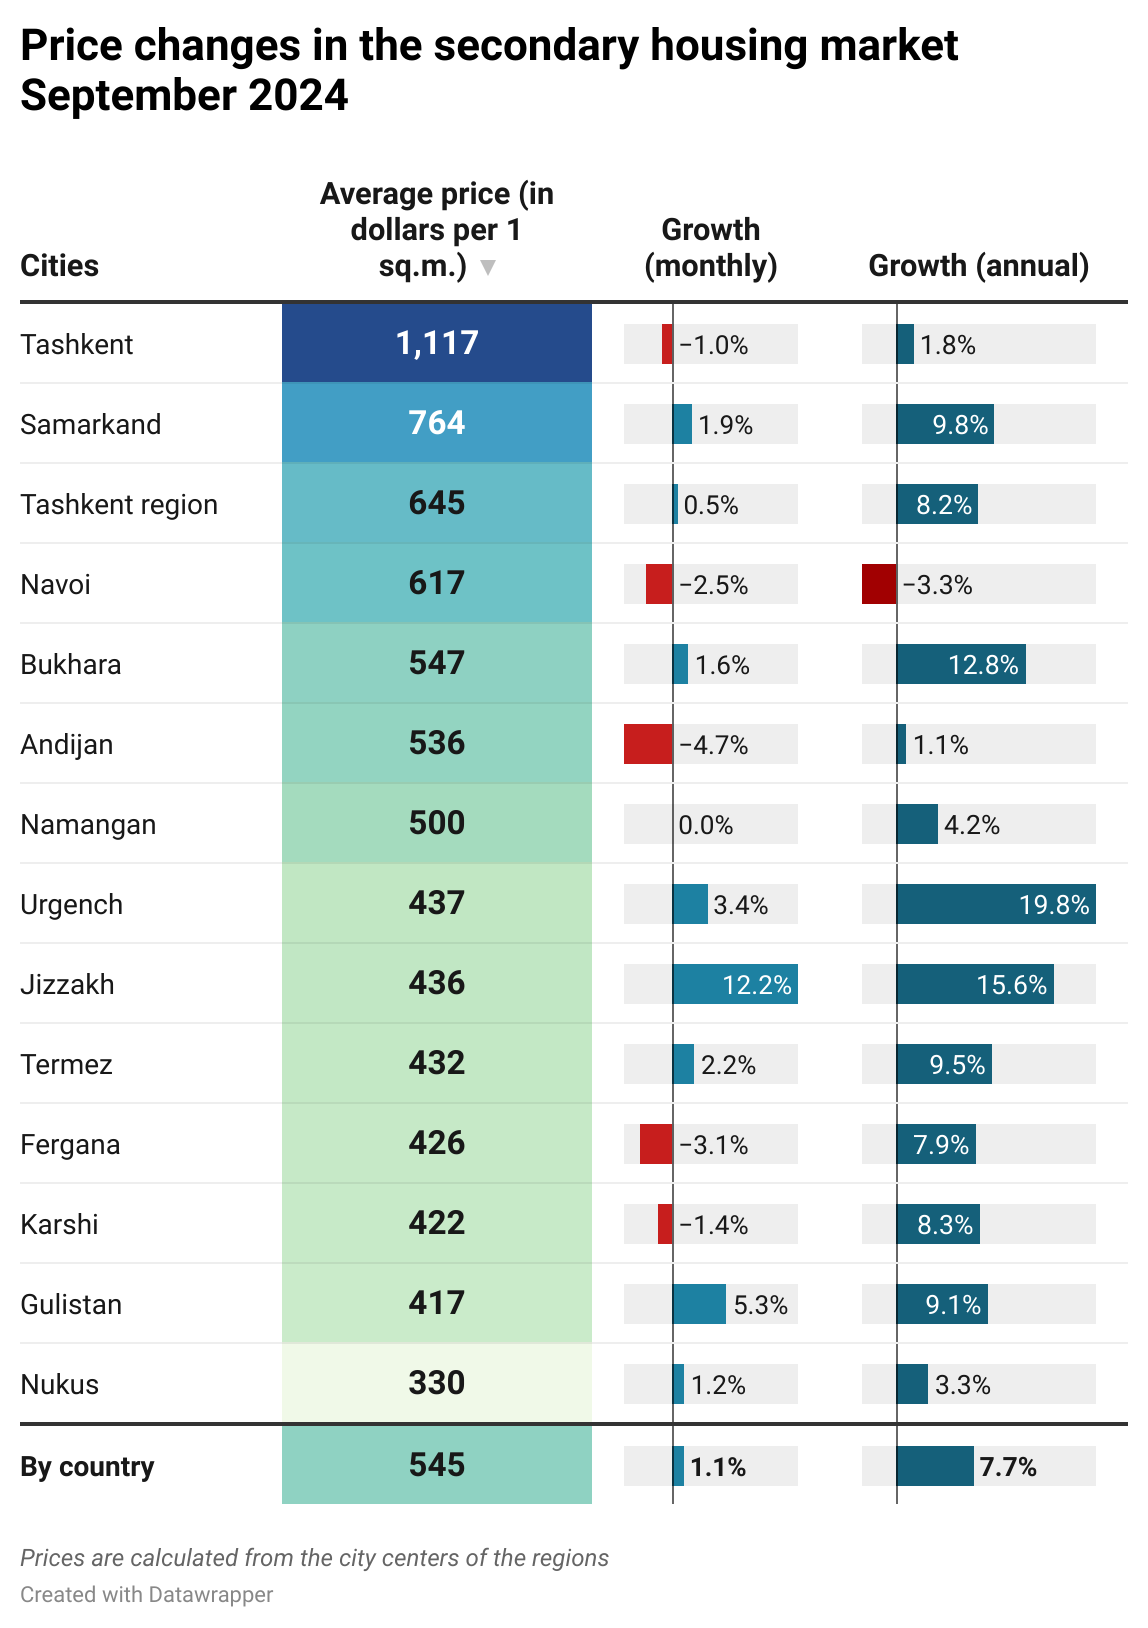 Price changes in the secondary housing market
September 2024
Cities
Average price (in
dollars per 1
sq.m.) ▼
Growth
(monthly)
Growth (annual)
Tashkent 1,117 −1.0% 1.8%
Samarkand 764 1.9% 9.8%
Tashkent region 645 0.5% 8.2%
Navoi 617 −2.5% −3.3%
Bukhara 547 1.6% 12.8%
Andijan 536 −4.7% 1.1%
Namangan 500 0.0% 4.2%
Urgench 437 3.4% 19.8%
Jizzakh 436 12.2% 15.6%
Termez 432 2.2% 9.5%
Fergana 426 −3.1% 7.9%
Karshi 422 −1.4% 8.3%
Gulistan 417 5.3% 9.1%
Nukus 330 1.2% 3.3%
By country 545 1.1% 7.7%
Prices are calculated from the city centers of the regions
Created with Datawrapper